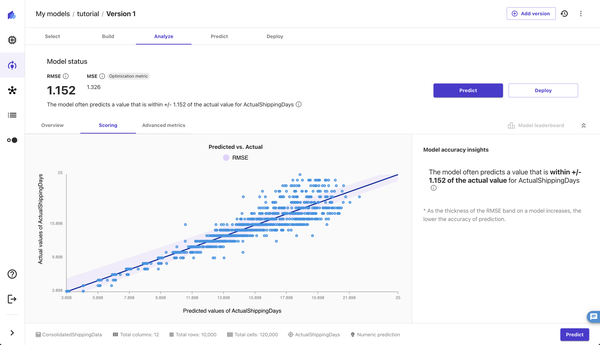 My models / tutorial / Version 1
Add version
Select
Build
Analyze
Predict
Deploy
Model status
RMSE
MSE
Optimization metric
1.152
1.326
Predict
Deploy
The model often predicts a value that is within +/- 1.152 of the actual value for ActualShippingDays
Overview
Scoring
Advanced metrics
Model leaderboard
Predicted vs. Actual
RMSE
Model accuracy insights
The model often predicts a value that is within +/-
1.152 of the actual value for ActualShippingDays
* As the thickness of the RMSE band on a model increases, the
lower the accuracy of prediction.
Actual values of ActualShippingDays
25
Predicted values of ActualShippingDays
ConsolidatedShippingData
Total columns: 12
Total rows: 10,000
Total cells: 120,000
ActualShippingDays
Numeric prediction
Predict